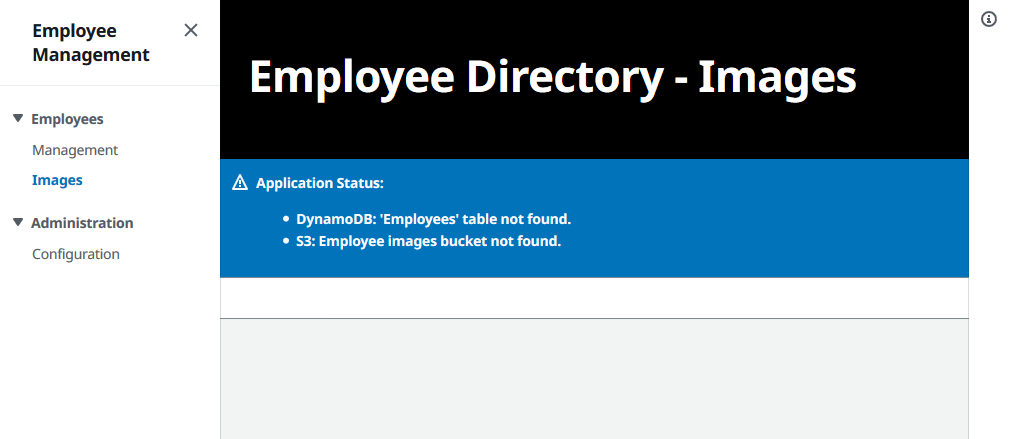 Employee
Management
Employees
Management
Images
Administration
Configuration
Employee Directory - Images
Application Status:
• DynamoDB: 'Employees' table not found.
• S3: Employee images bucket not found.